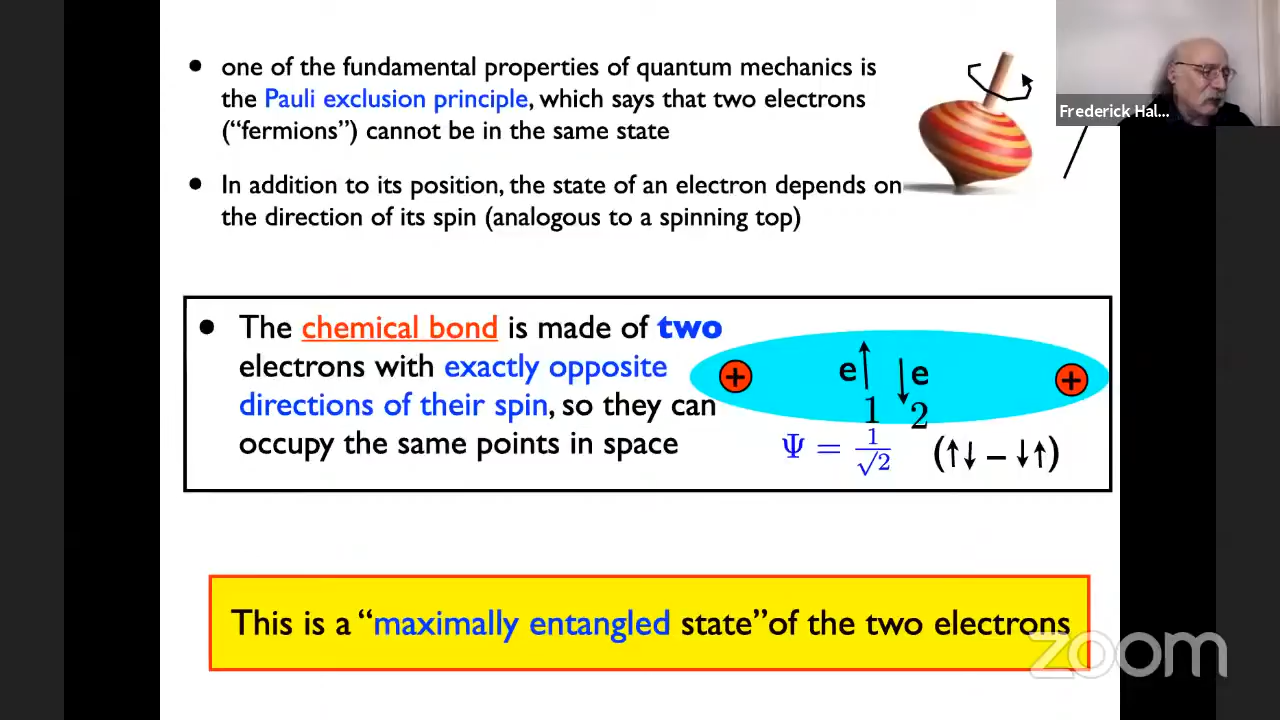 • one of the fundamental properties of quantum mechanics is
the Pauli exclusion principle, which says that two electrons
(“fermions”) cannot be in the same state
Frederick Hal...
• In addition to its position, the state of an electron depends on
the direction of its spin (analogous to a spinning top)
• The chemical bond is made of two
electrons with exactly opposite
directions of their spin, so they can
occupy the same points in space
+ e↑ ↓e +
1 2
Ψ = 1/√2 (↑↓ – ↓↑)
This is a “maximally entangled state”of the two electrons
zoom